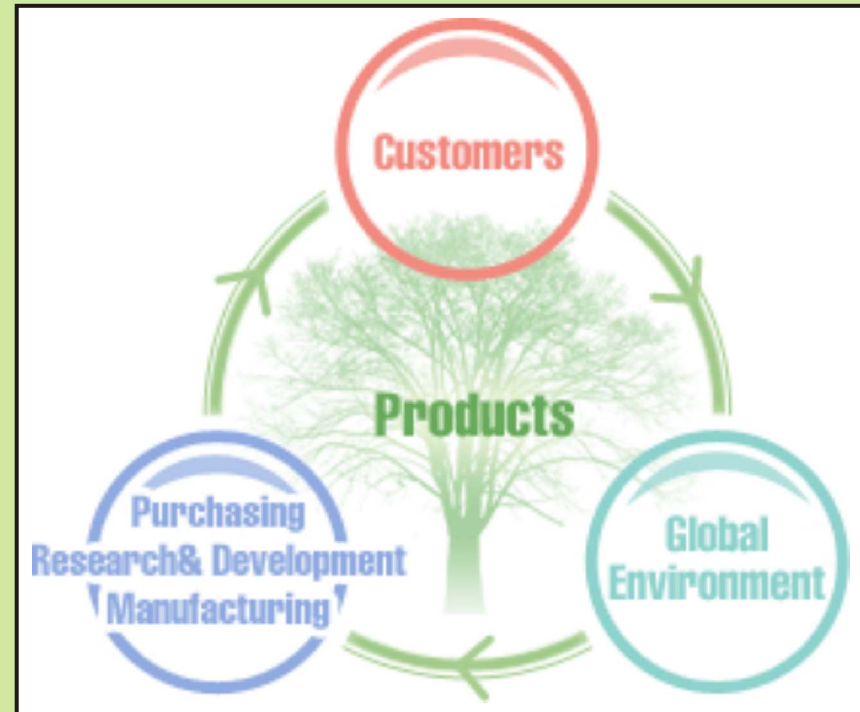 Customers
Products
Purchasing
Research& Development
Manufacturing
Global
Environment